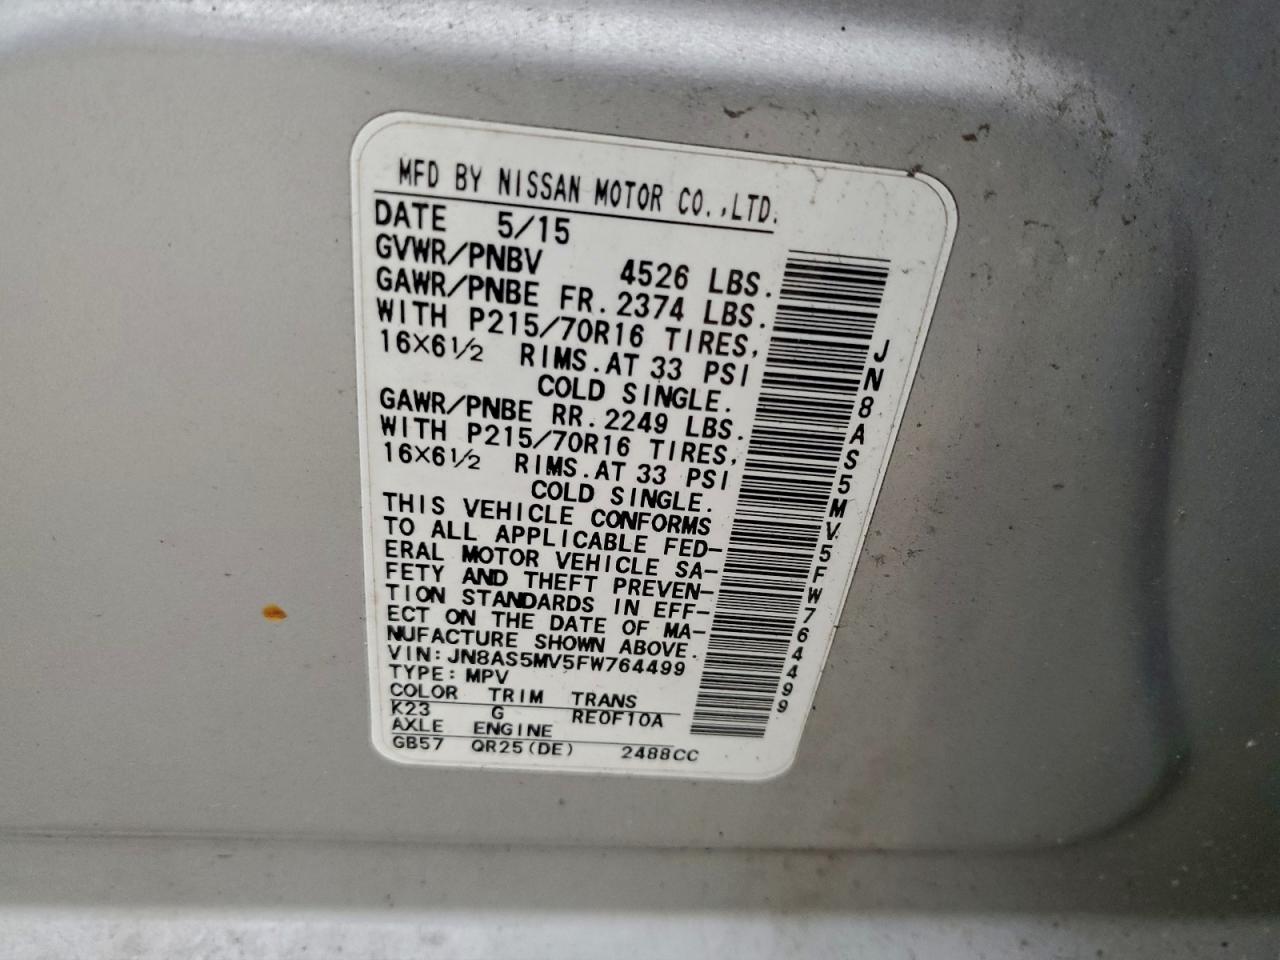 MFD BY NISSAN MOTOR CO.,LTD.
DATE 5/15
GVWR/PNBV 4526 LBS.
GAWR/PNBE FR.2374 LBS.
WITH P215/70R16 TIRES,
16X6½ RIMS.AT 33 PSI
COLD SINGLE.
GAWR/PNBE RR.2249 LBS.
WITH P215/70R16 TIRES,
16X6½ RIMS.AT 33 PSI
COLD SINGLE.
THIS VEHICLE CONFORMS
TO ALL APPLICABLE FED-
ERAL MOTOR VEHICLE SA-
FETY AND THEFT PREVEN-
TION STANDARDS IN EFF-
ECT ON THE DATE OF MA-
NUFACTURE SHOWN ABOVE.
VIN:JN8AS5MV5FW764499
TYPE:MPV
COLOR TRIM TRANS
K23 G RE0F10A
AXLE ENGINE
GB57 QR25(DE) 2488CC
JN8AS5MV5FW764499